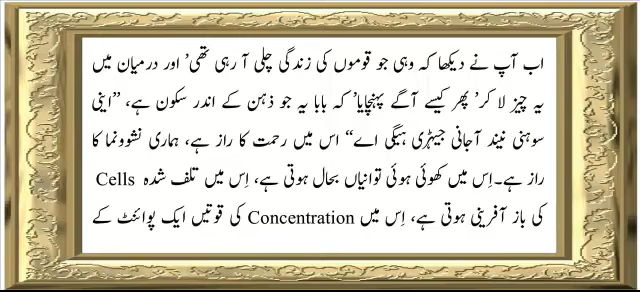 اب آپ نے دیکھا کہ وہی جو قوموں کی زندگی چلی آ رہی تھی’ اور درمیان میں
یہ چیز لا کر’ پھر کیسے آگے پہنچایا’ کہ بابا یہ جو ذہن کے اندر سکون ہے، ”اینی
سوہنی نیند آجانی جیہڑی ہیگی اے“ اس میں رحمت کا راز ہے، ہماری نشوونما کا
راز ہے۔اِس میں کھوئی ہوئی توانیاں بحال ہوتی ہے، اِس میں تلف شدہ Cells
کی باز آفرینی ہوتی ہے، اِس میں Concentration کی قوتیں ایک پوائنٹ کے